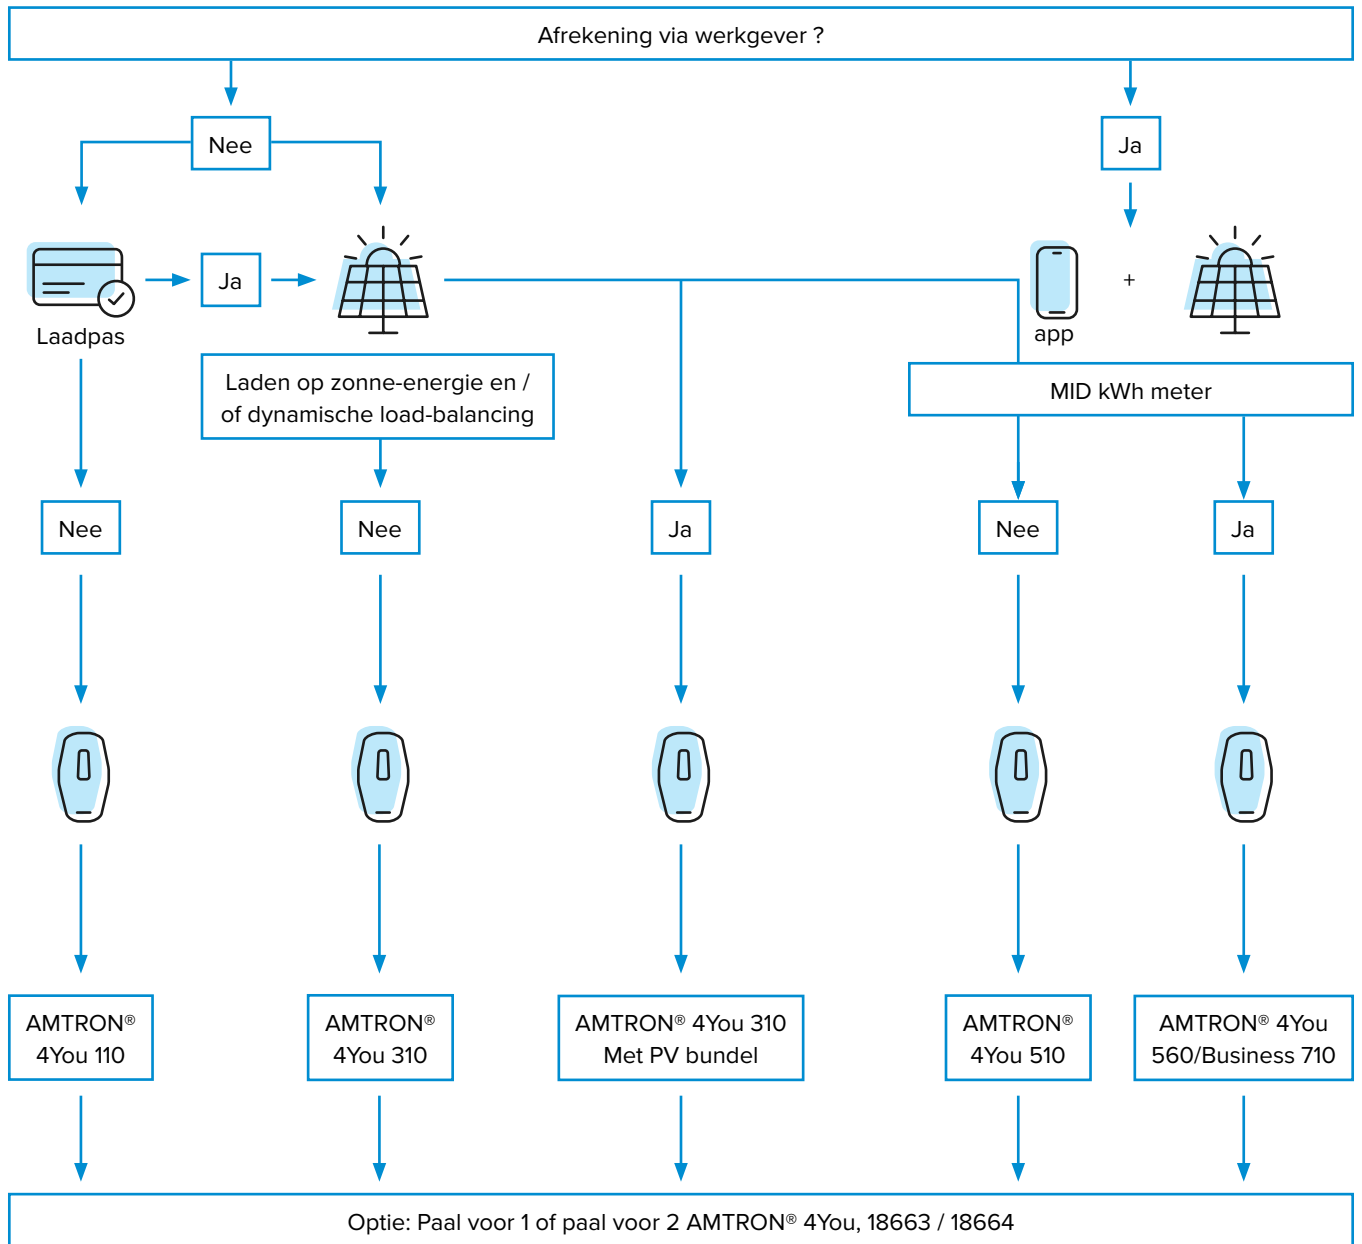 Afrekening via werkgever ?
Nee
Ja
Ja
Laadpas
app
+
Laden op zonne-energie en /
of dynamische load-balancing
MID kWh meter
Nee
Nee
Ja
Nee
Ja
AMTRON®
4You 110
AMTRON®
4You 310
AMTRON® 4You 310
Met PV bundel
AMTRON®
4You 510
AMTRON® 4You
560/Business 710
Optie: Paal voor 1 of paal voor 2 AMTRON® 4You, 18663 / 18664